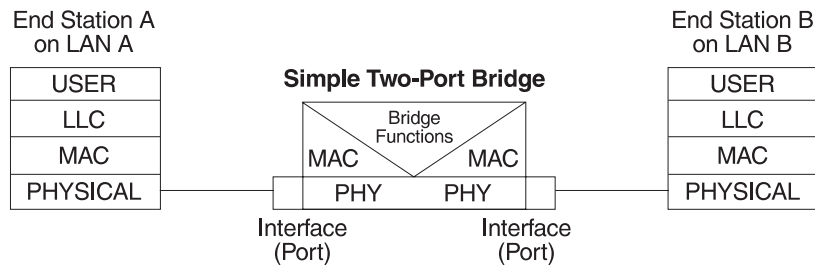 End Station A
on LAN A
End Station B
on LAN B
Simple Two-Port Bridge
USER
LLC
MAC
PHYSICAL
Bridge
Functions
MAC
MAC
PHY
PHY
USER
LLC
MAC
PHYSICAL
Interface
(Port)
Interface
(Port)